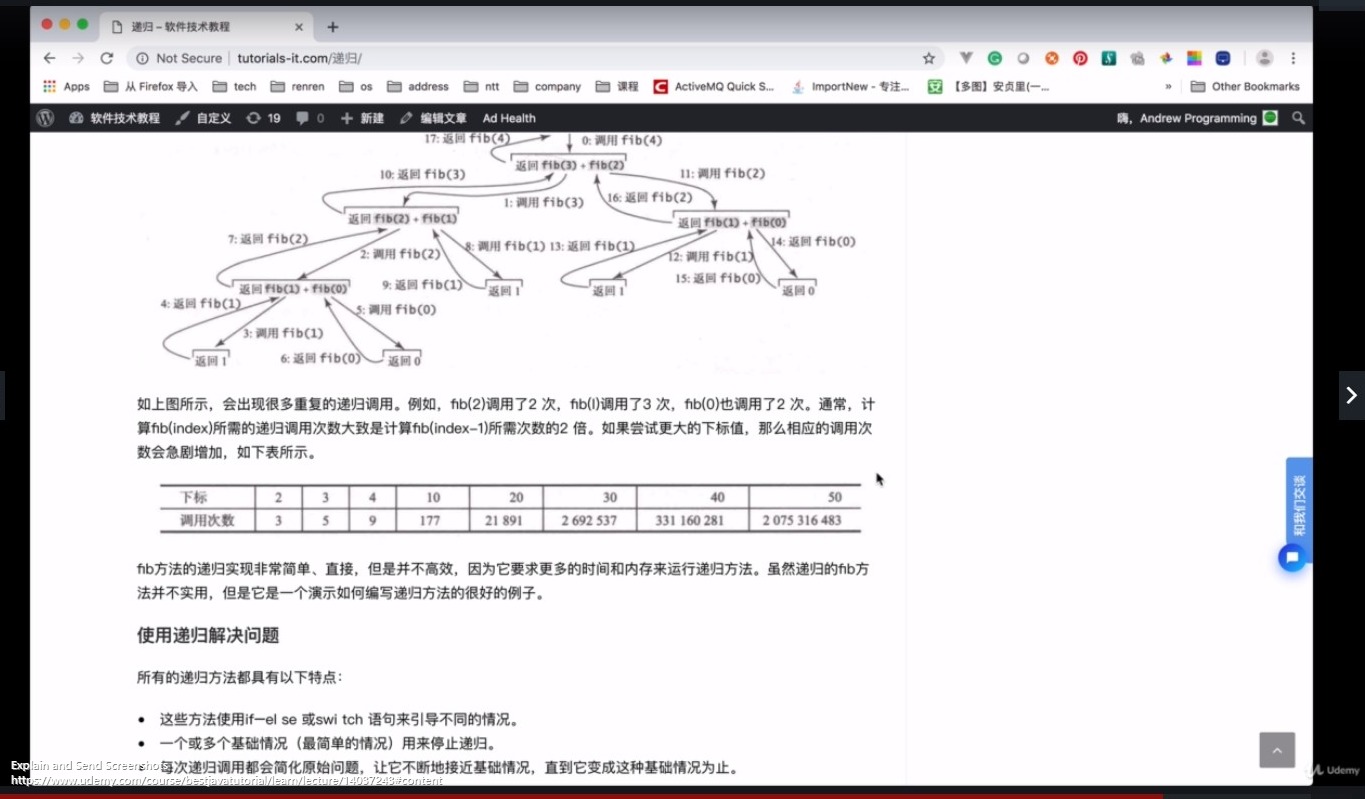 递归 – 软件技术教程
Not Secure tutorials-it.com/递归/
Apps 从 Firefox 导入 tech renren os address ntt company 课程 ActiveMQ Quick S... ImportNew - 专注... 【多图】安贞里(一... » Other Bookmarks
软件技术教程 自定义 19 0 新建 编辑文章 Ad Health 嗨，Andrew Programming
17: 返回 fib(4) 0: 调用 fib(4)
返回 fib(3) + fib(2)
10: 返回 fib(3) 11: 调用 fib(2)
1: 调用 fib(3) 16: 返回 fib(2)
返回 fib(2) + fib(1) 返回 fib(1) + fib(0)
7: 返回 fib(2) 2: 调用 fib(2) 8: 调用 fib(1) 13: 返回 fib(1) 14: 返回 fib(0)
12: 调用 fib(1)
返回 fib(1) + fib(0) 9: 返回 fib(1) 返回 1 返回 1 15: 返回 fib(0) 返回 0
4: 返回 fib(1) 5: 调用 fib(0)
3: 调用 fib(1)
返回 1 6: 返回 fib(0) 返回 0
如上图所示，会出现很多重复的递归调用。例如，fib(2)调用了2 次，fib(l)调用了3 次，fib(0)也调用了2 次。通常，计
算fib(index)所需的递归调用次数大致是计算fib(index–1)所需次数的2 倍。如果尝试更大的下标值，那么相应的调用次
数会急剧增加，如下表所示。
下标 2 3 4 10 20 30 40 50
调用次数 3 5 9 177 21 891 2 692 537 331 160 281 2 075 316 483
fib方法的递归实现非常简单、直接，但是并不高效，因为它要求更多的时间和内存来运行递归方法。虽然递归的fib方
法并不实用，但是它是一个演示如何编写递归方法的很好的例子。
使用递归解决问题
所有的递归方法都具有以下特点：
• 这些方法使用if一el se 或swi tch 语句来引导不同的情况。
• 一个或多个基础情况（最简单的情况）用来停止递归。
• 每次递归调用都会简化原始问题，让它不断地接近基础情况，直到它变成这种基础情况为止。
和我们交谈
Explain and Send Screenshots
https://www.udemy.com/course/bestjavatutorial/learn/lecture/14087248#content
Udemy